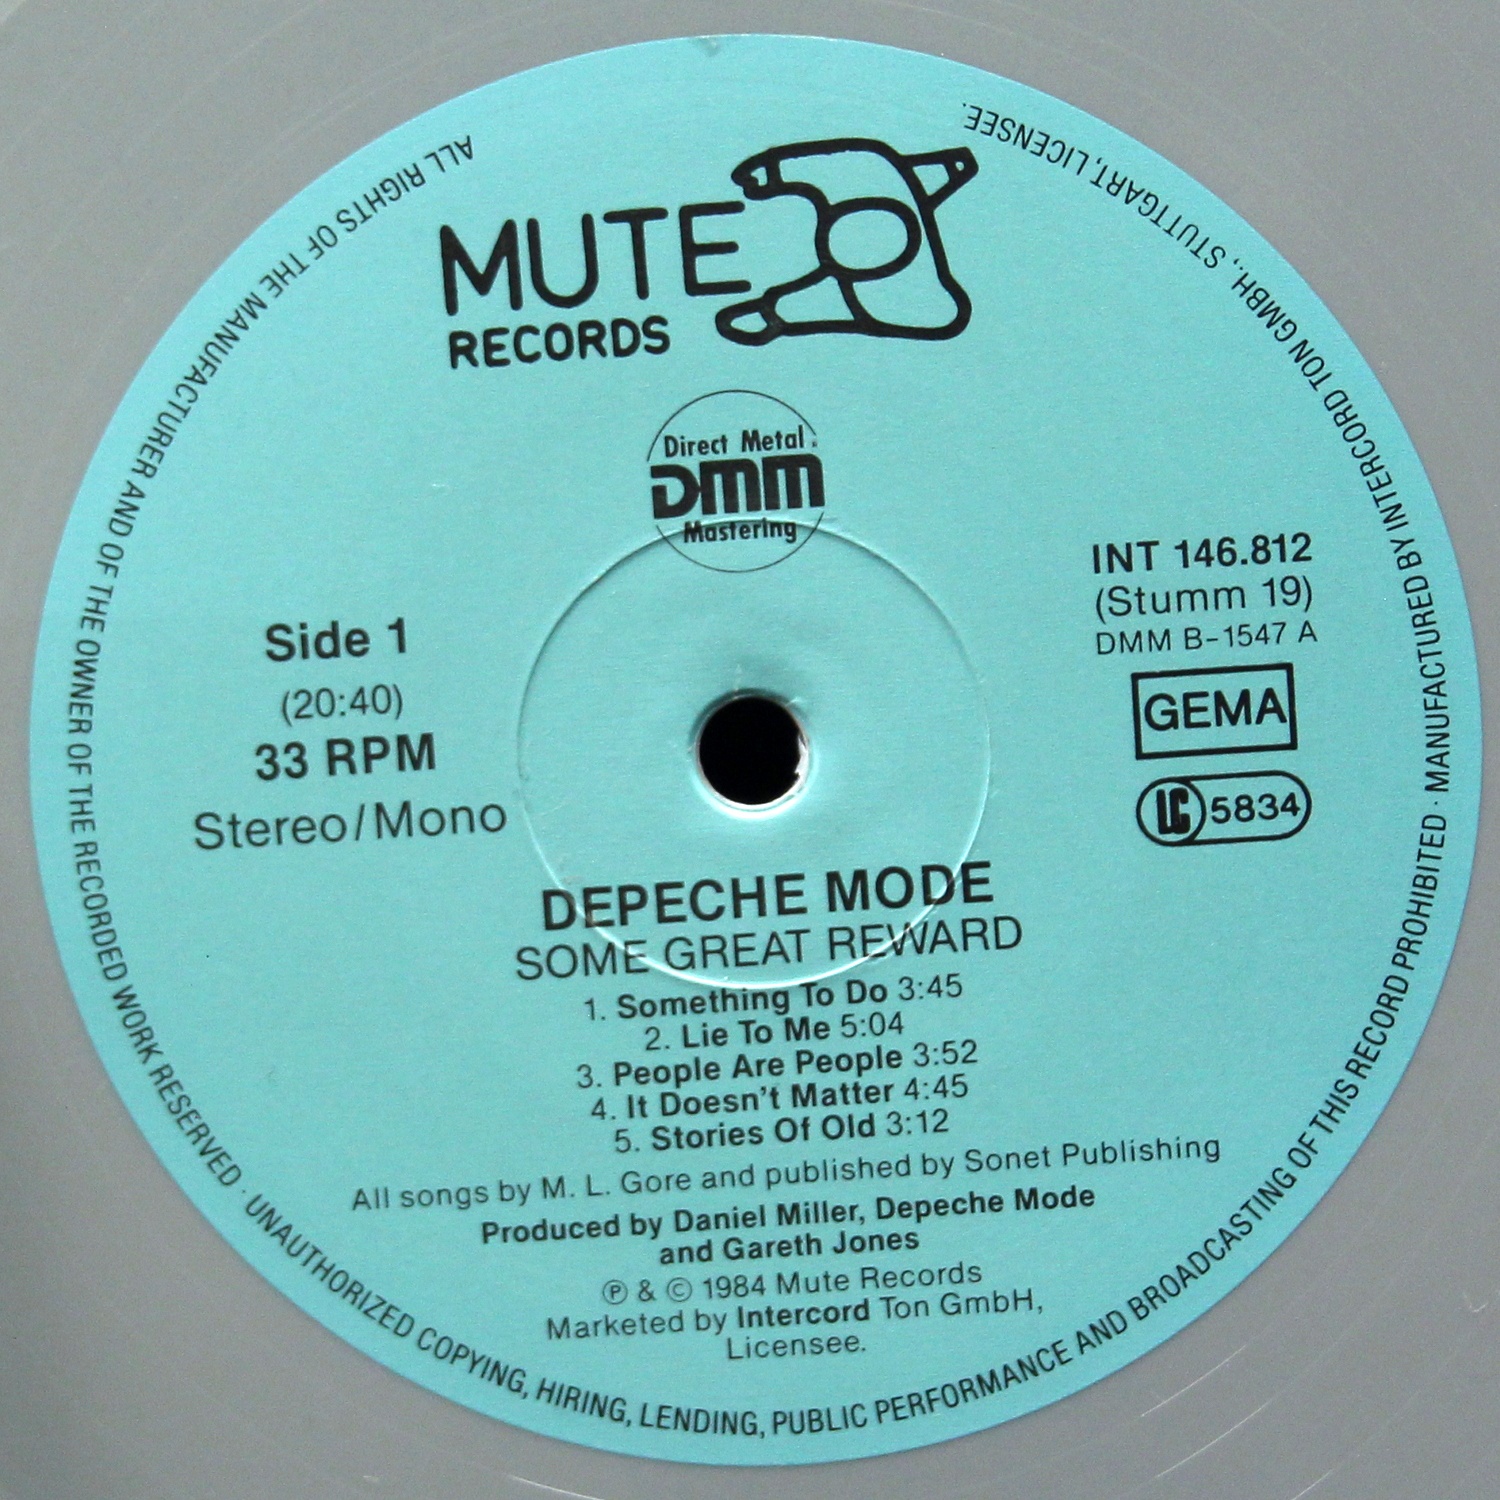 MUTE
RECORDS
Direct Metal
DMM
Mastering
INT 146.812
(Stumm 19)
DMM B-1547 A
GEMA
LC 5834
Side 1
(20:40)
33 RPM
Stereo/Mono
DEPECHE MODE
SOME GREAT REWARD
1. Something To Do 3:45
2. Lie To Me 5:04
3. People Are People 3:52
4. It Doesn't Matter 4:45
5. Stories Of Old 3:12
All songs by M. L. Gore and published by Sonet Publishing
Produced by Daniel Miller, Depeche Mode
and Gareth Jones
℗ & © 1984 Mute Records
Marketed by Intercord Ton GmbH,
Licensee.
ALL RIGHTS OF THE MANUFACTURER AND OF THE OWNER OF THE RECORDED WORK RESERVED · UNAUTHORIZED COPYING, HIRING, LENDING, PUBLIC PERFORMANCE AND BROADCASTING OF THIS RECORD PROHIBITED · MANUFACTURED BY INTERCORD TON GMBH., STUTTGART, LICENSEE.